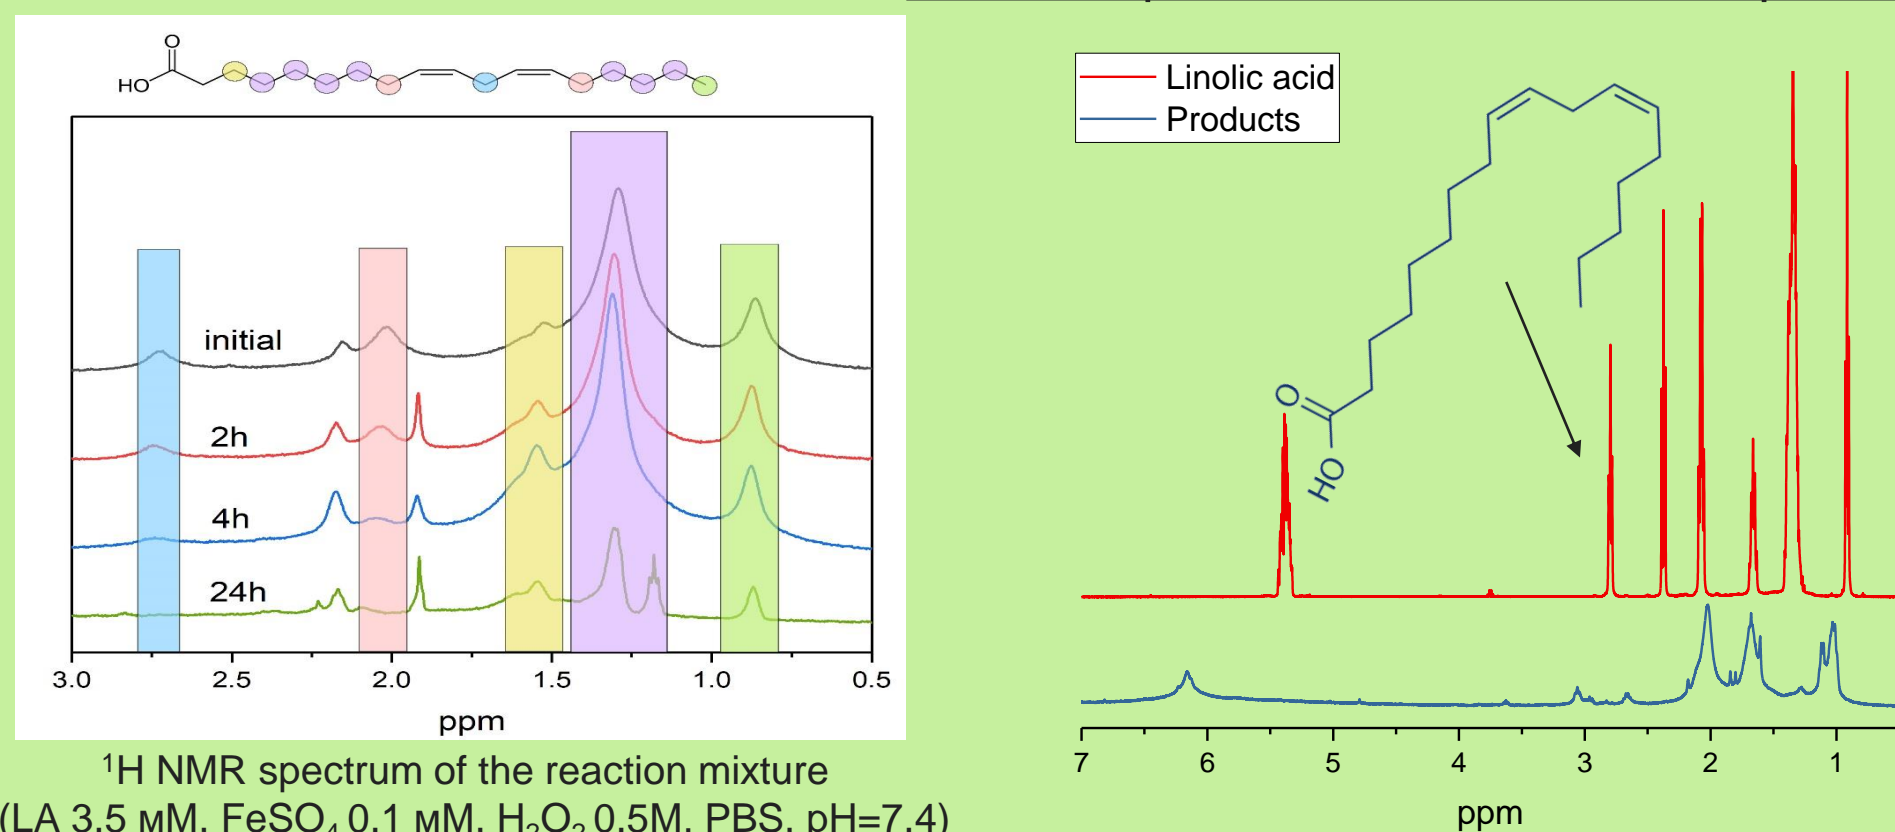 O
HO
initial
2h
4h
24h
3.0 2.5 2.0 1.5 1.0 0.5
ppm
¹H NMR spectrum of the reaction mixture
(LA 3.5 мМ, FeSO₄ 0.1 мМ, H₂O₂ 0.5M, PBS, pH=7.4)
Linolic acid
Products
O
HO
7 6 5 4 3 2 1
ppm